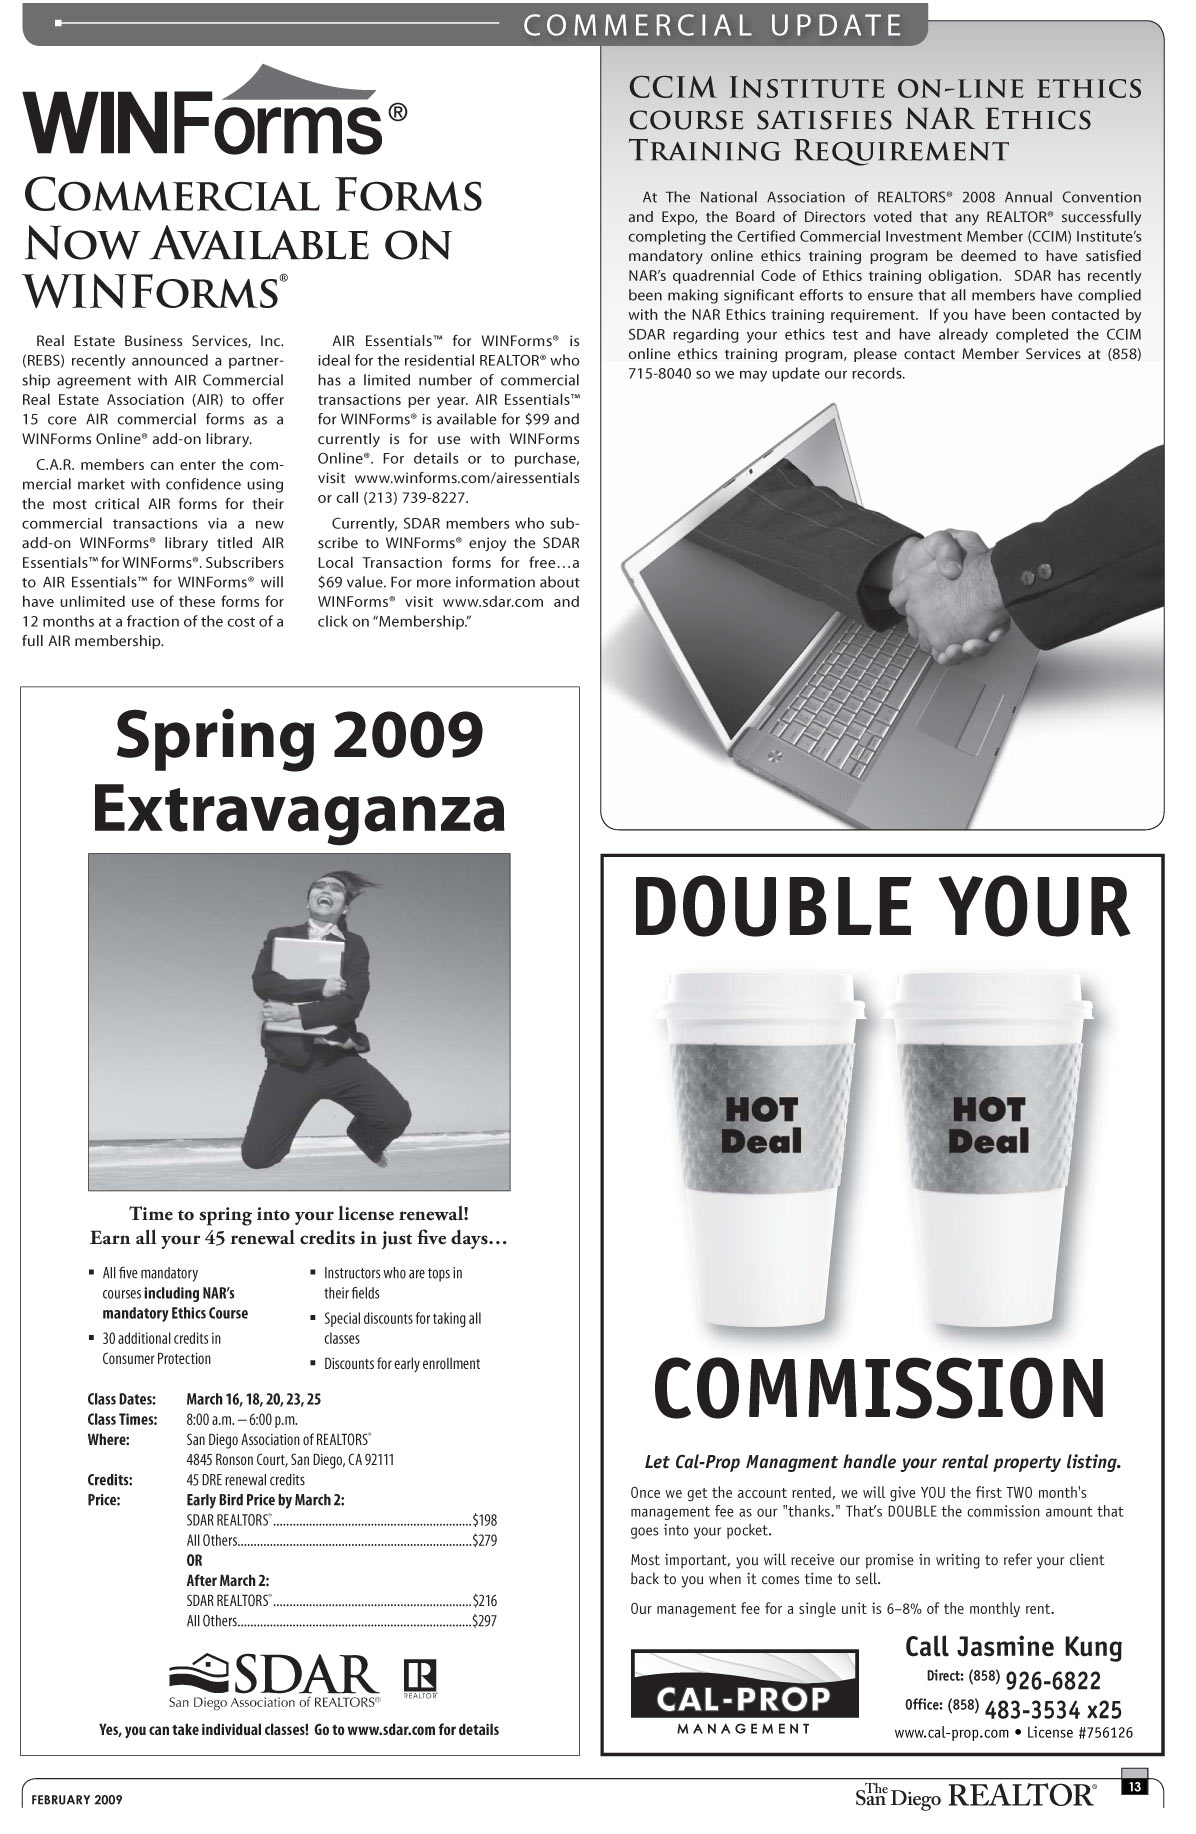 COMMERCIAL UPDATE
WINForms®
Commercial Forms
Now Available on
WINForms®
Real Estate Business Services, Inc.
(REBS) recently announced a partner-
ship agreement with AIR Commercial
Real Estate Association (AIR) to offer
15 core AIR commercial forms as a
WINForms Online® add-on library.
C.A.R. members can enter the com-
mercial market with confidence using
the most critical AIR forms for their
commercial transactions via a new
add-on WINForms® library titled AIR
Essentials™ for WINForms®. Subscribers
to AIR Essentials™ for WINForms® will
have unlimited use of these forms for
12 months at a fraction of the cost of a
full AIR membership.
AIR Essentials™ for WINForms® is
ideal for the residential REALTOR® who
has a limited number of commercial
transactions per year. AIR Essentials™
for WINForms® is available for $99 and
currently is for use with WINForms
Online®. For details or to purchase,
visit www.winforms.com/airessentials
or call (213) 739-8227.
Currently, SDAR members who sub-
scribe to WINForms® enjoy the SDAR
Local Transaction forms for free…a
$69 value. For more information about
WINForms® visit www.sdar.com and
click on “Membership.”
CCIM Institute on-line ethics
course satisfies NAR Ethics
Training Requirement
At The National Association of REALTORS® 2008 Annual Convention
and Expo, the Board of Directors voted that any REALTOR® successfully
completing the Certified Commercial Investment Member (CCIM) Institute’s
mandatory online ethics training program be deemed to have satisfied
NAR’s quadrennial Code of Ethics training obligation. SDAR has recently
been making significant efforts to ensure that all members have complied
with the NAR Ethics training requirement. If you have been contacted by
SDAR regarding your ethics test and have already completed the CCIM
online ethics training program, please contact Member Services at (858)
715-8040 so we may update our records.
Spring 2009
Extravaganza
Time to spring into your license renewal!
Earn all your 45 renewal credits in just five days…
▪ All five mandatory
courses including NAR’s
mandatory Ethics Course
▪ 30 additional credits in
Consumer Protection
▪ Instructors who are tops in
their fields
▪ Special discounts for taking all
classes
▪ Discounts for early enrollment
Class Dates: March 16, 18, 20, 23, 25
Class Times: 8:00 a.m. – 6:00 p.m.
Where: San Diego Association of REALTORS®
4845 Ronson Court, San Diego, CA 92111
Credits: 45 DRE renewal credits
Price: Early Bird Price by March 2:
SDAR REALTORS®..........$198
All Others..........$279
OR
After March 2:
SDAR REALTORS®..........$216
All Others..........$297
SDAR
San Diego Association of REALTORS®
R
REALTOR®
Yes, you can take individual classes! Go to www.sdar.com for details
DOUBLE YOUR
HOT HOT
Deal Deal
COMMISSION
Let Cal-Prop Managment handle your rental property listing.
Once we get the account rented, we will give YOU the first TWO month's
management fee as our "thanks." That’s DOUBLE the commission amount that
goes into your pocket.
Most important, you will receive our promise in writing to refer your client
back to you when it comes time to sell.
Our management fee for a single unit is 6–8% of the monthly rent.
CAL-PROP
MANAGEMENT
Call Jasmine Kung
Direct: (858) 926-6822
Office: (858) 483-3534 x25
www.cal-prop.com • License #756126
FEBRUARY 2009
The San Diego REALTOR®
13